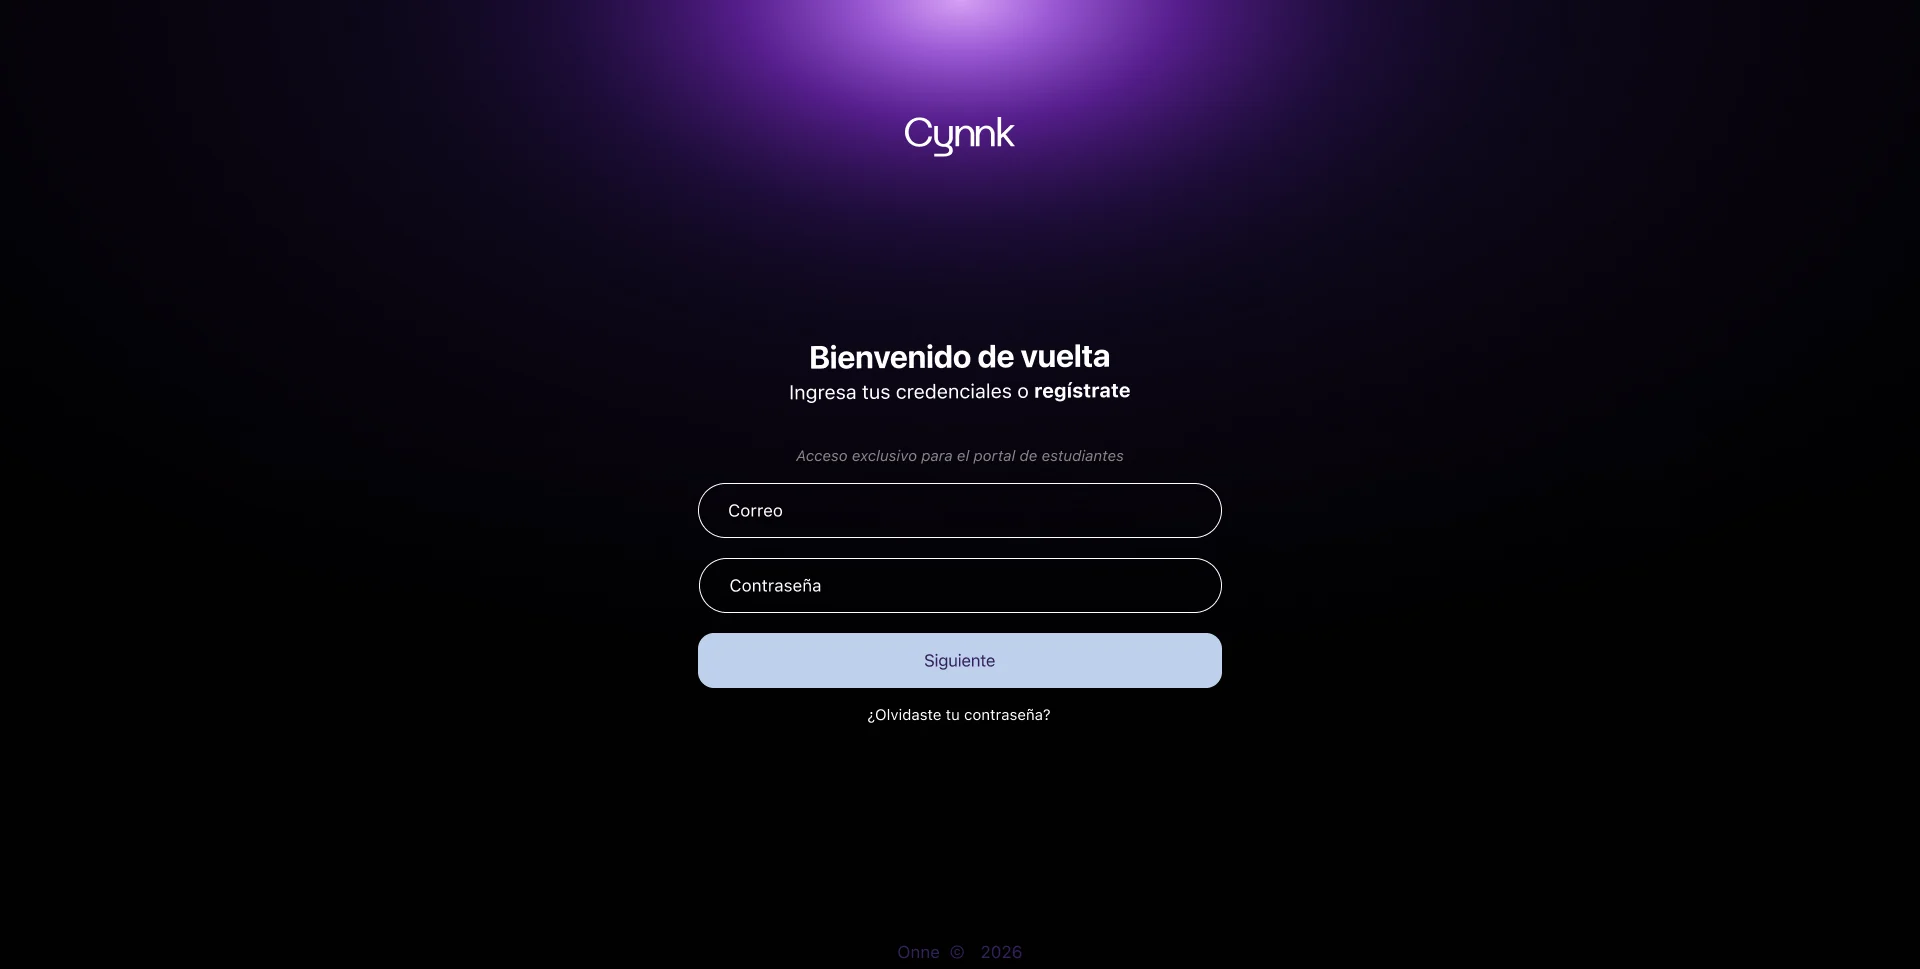 Cynnk
Bienvenido de vuelta
Ingresa tus credenciales o regístrate
Acceso exclusivo para el portal de estudiantes
Correo
Contraseña
Siguiente
¿Olvidaste tu contraseña?
Onne © 2026